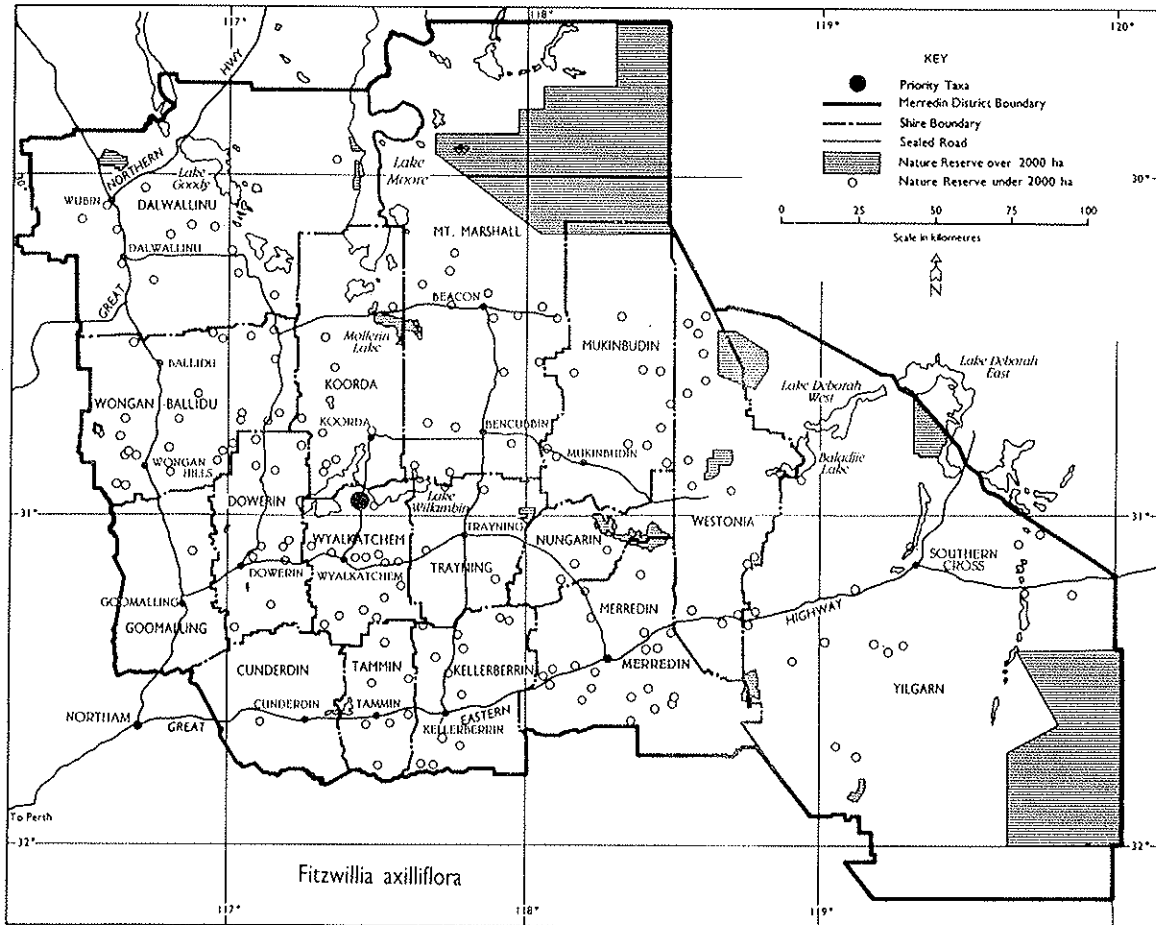 117°
118°
119°
120°
KEY
Priority Taxa
Merredin District Boundary
Shire Boundary
Sealed Road
Nature Reserve over 2000 ha
Nature Reserve under 2000 ha
0 25 50 75 100
Scale in kilometres
N
HWY
NORTHERN
GREAT
Lake Goody
Lake Moore
30°
WUBIN
DALWALLINU
DALWALLINU
MT. MARSHALL
BEACON
Mollerin Lake
MUKINBUDIN
BALLIDU
KOORDA
WONGAN BALLIDU
KOORDA
BENCUBBIN
MUKINBUDIN
WONGAN HILLS
Lake Deborah West
Lake Deborah East
Baladjie Lake
DOWERIN
Lake Wilkumbin
31°
31°
WYALKATCHEM
TRAYNING
NUNGARIN
WESTONIA
DOWERIN
WYALKATCHEM
TRAYNING
SOUTHERN CROSS
GOOMALLING
GOOMALLING
MERREDIN
HIGHWAY
CUNDERDIN
TAMMIN
KELLERBERRIN
MERREDIN
YILGARN
NORTHAM
GREAT
CUNDERDIN
TAMMIN
EASTERN
KELLERBERRIN
To Perth
32°
32°
Fitzwillia axilliflora
117°
118°
119°